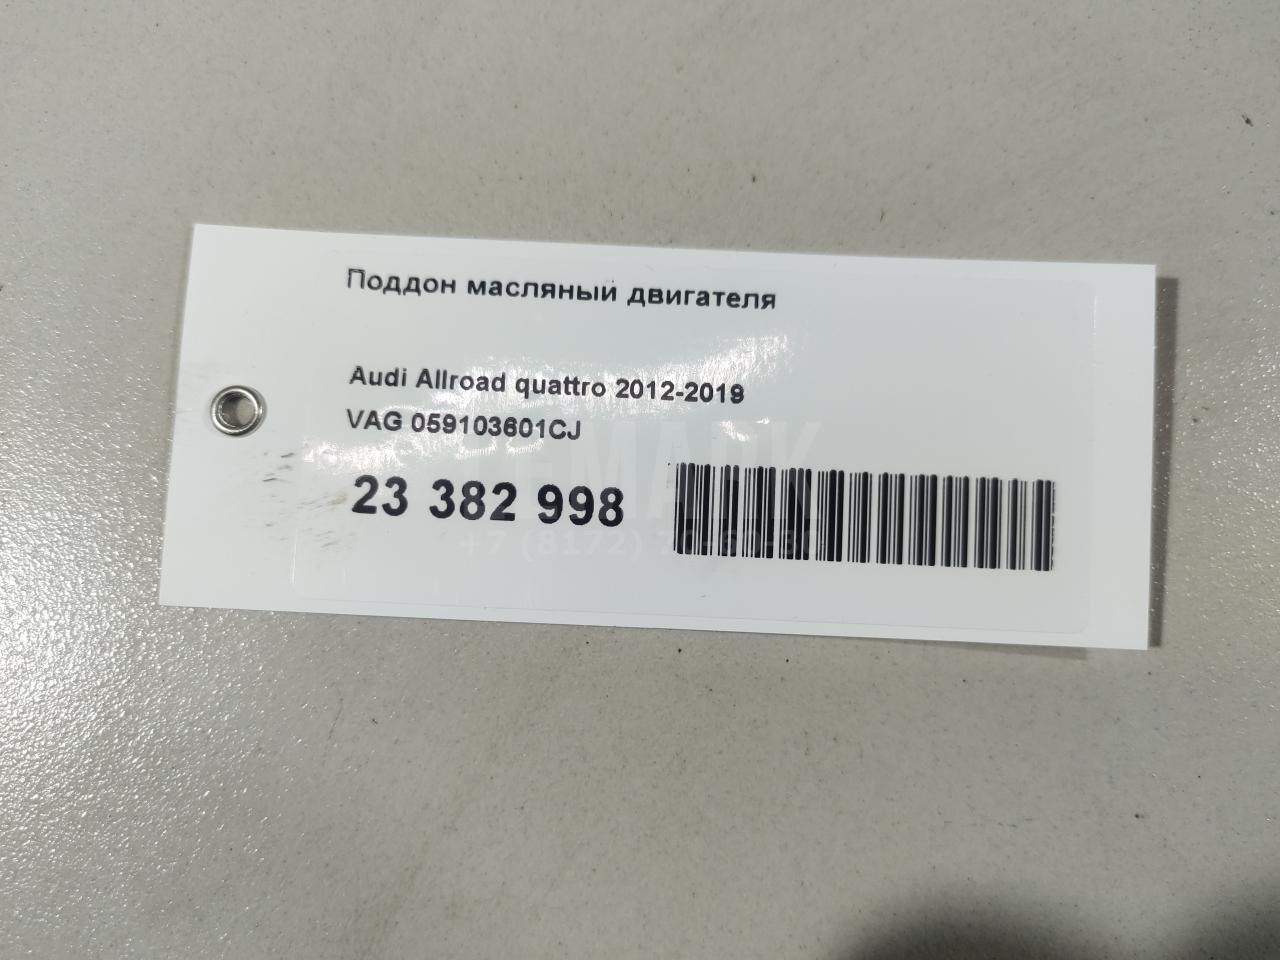 Поддон масляный двигателя
Audi Allroad quattro 2012-2019
VAG 059103601CJ
23 382 998